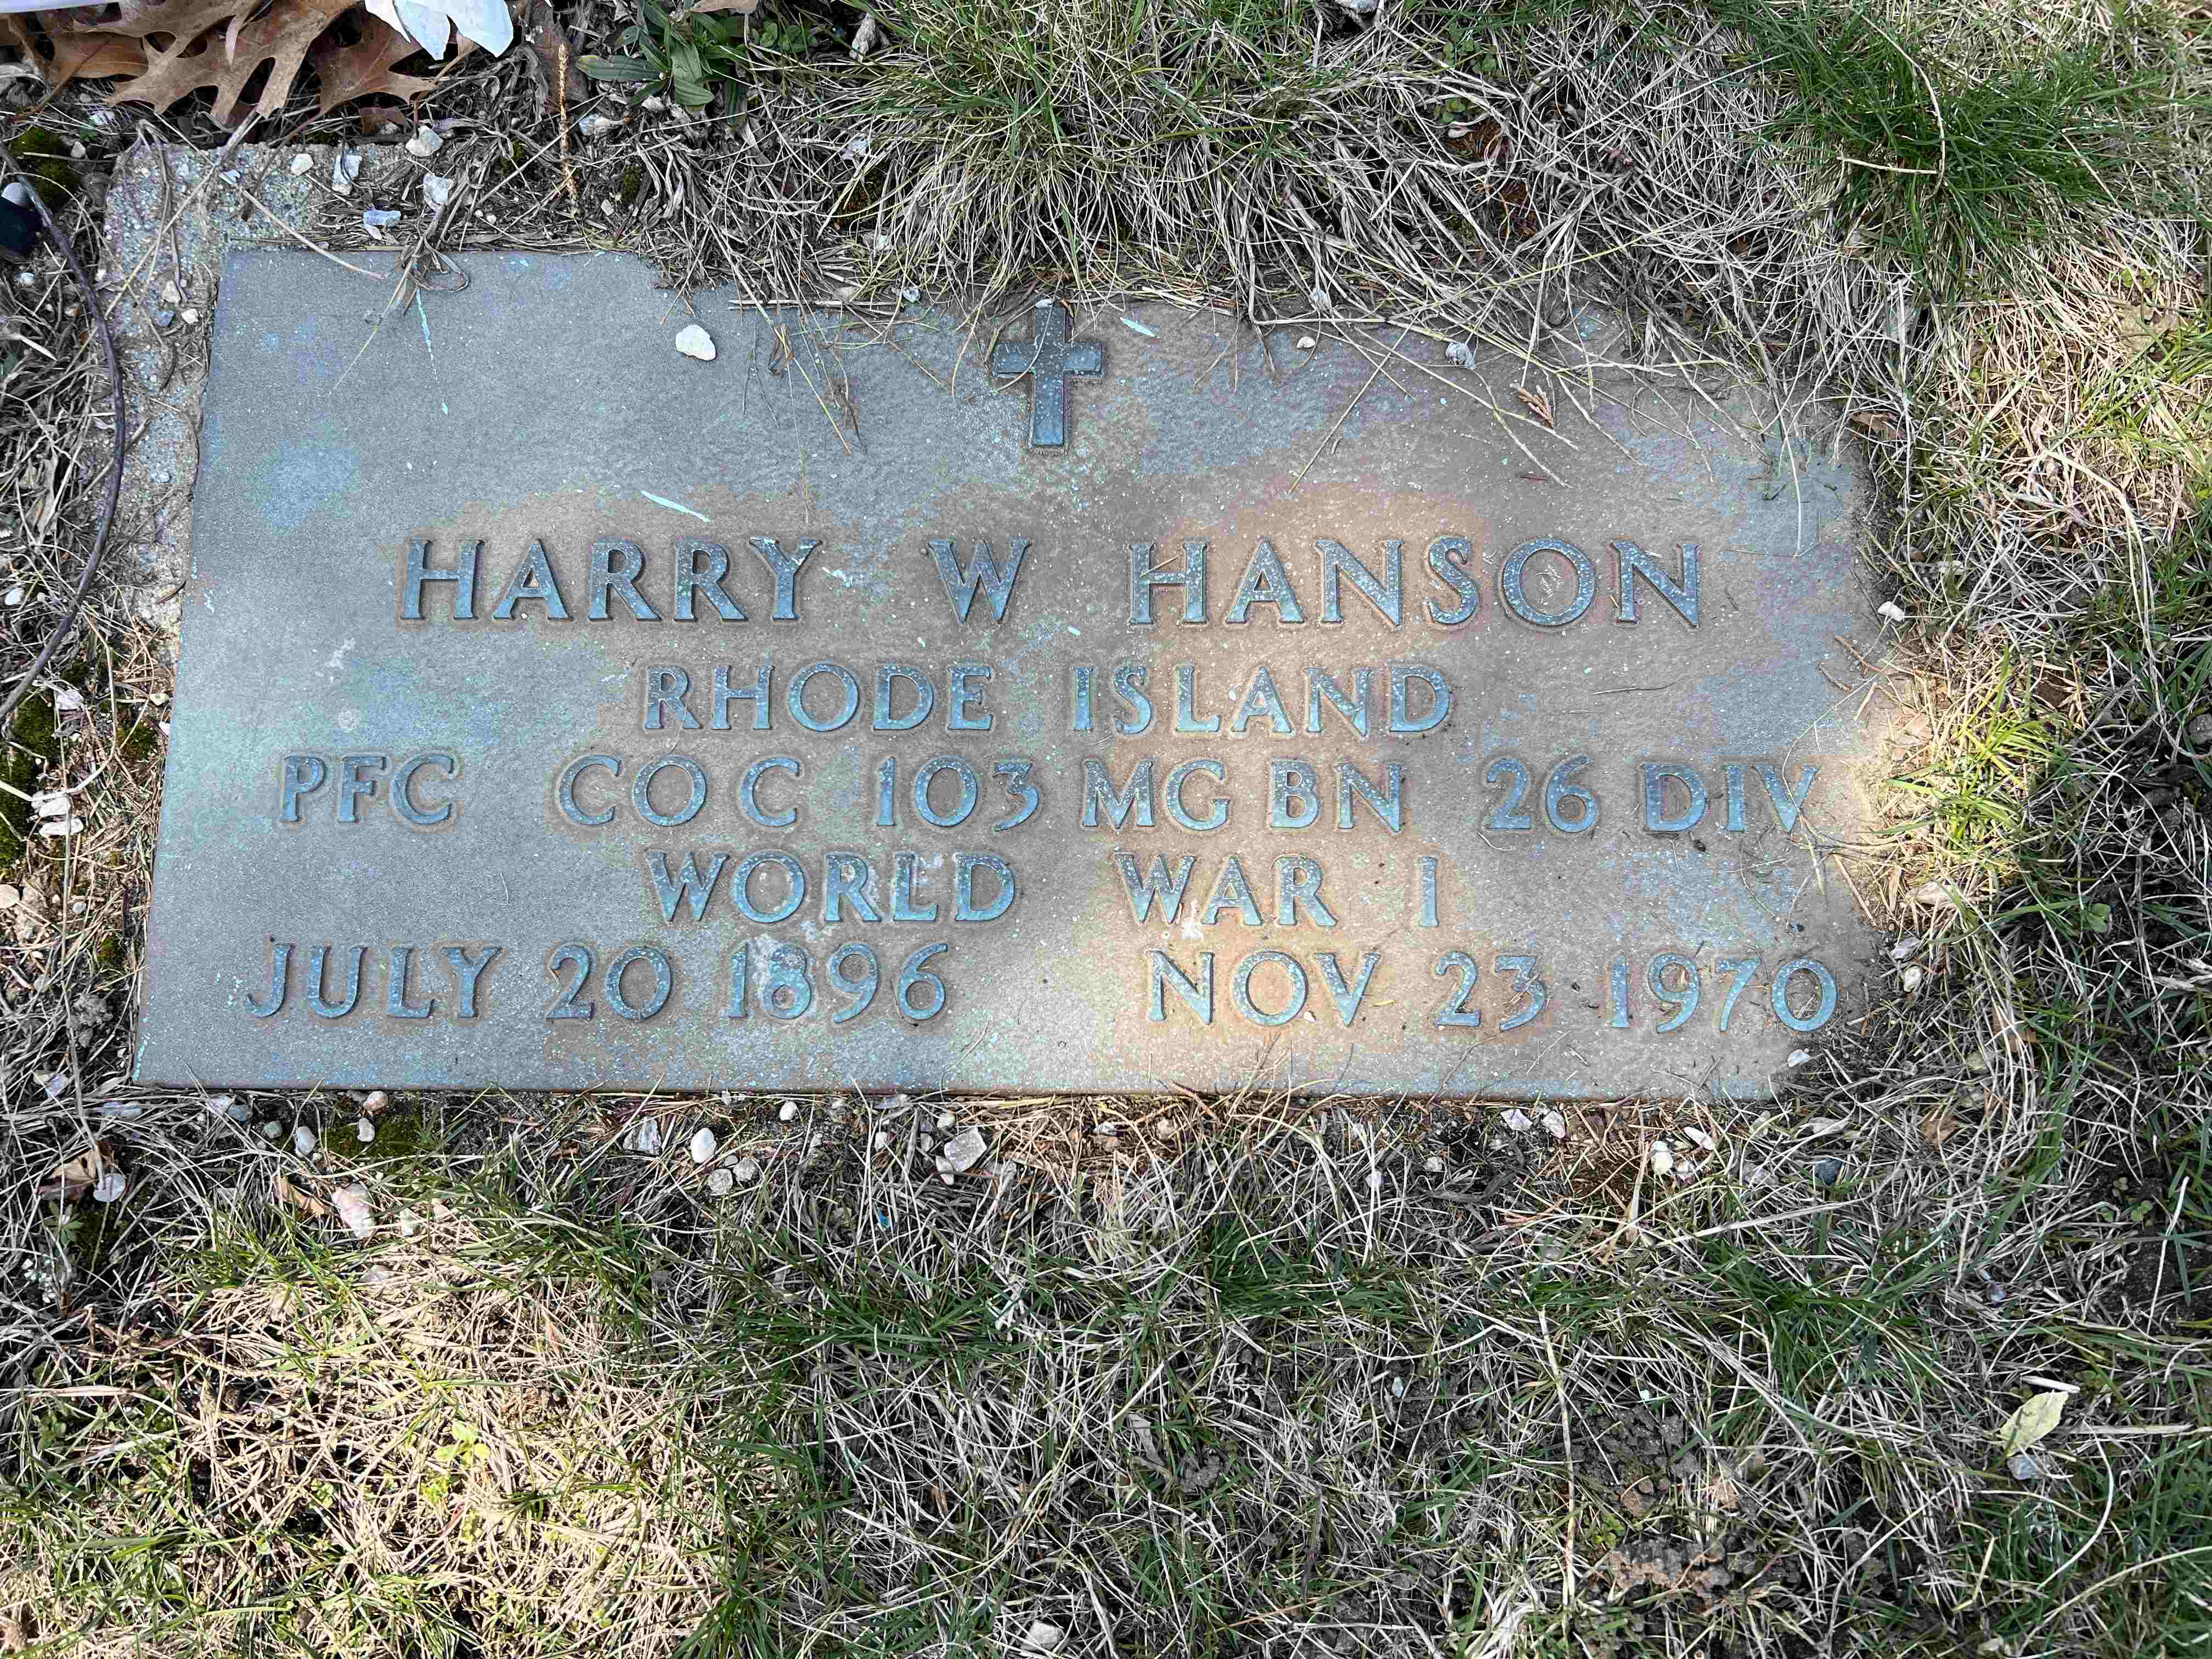 HARRY W HANSON
RHODE ISLAND
PFC CO C 103 MG BN 26 DIV
WORLD WAR I
JULY 20 1896 NOV 23 1970